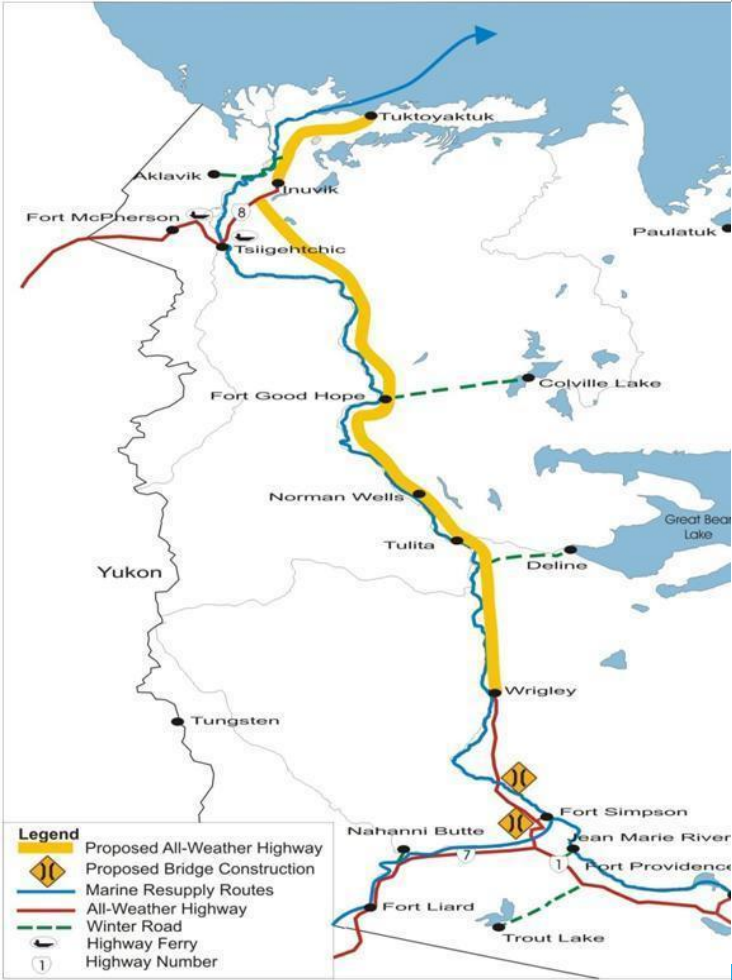 Tuktoyaktuk
Aklavik
Inuvik
Fort McPherson
8
Paulatuk
Tsiigehtchic
Colville Lake
Fort Good Hope
Norman Wells
Great Bear
Lake
Tulita
Deline
Yukon
Wrigley
Tungsten
Fort Simpson
Nahanni Butte
Jean Marie River
7
1
Fort Providence
Fort Liard
Trout Lake
Legend
Proposed All-Weather Highway
Proposed Bridge Construction
Marine Resupply Routes
All-Weather Highway
Winter Road
Highway Ferry
1
Highway Number